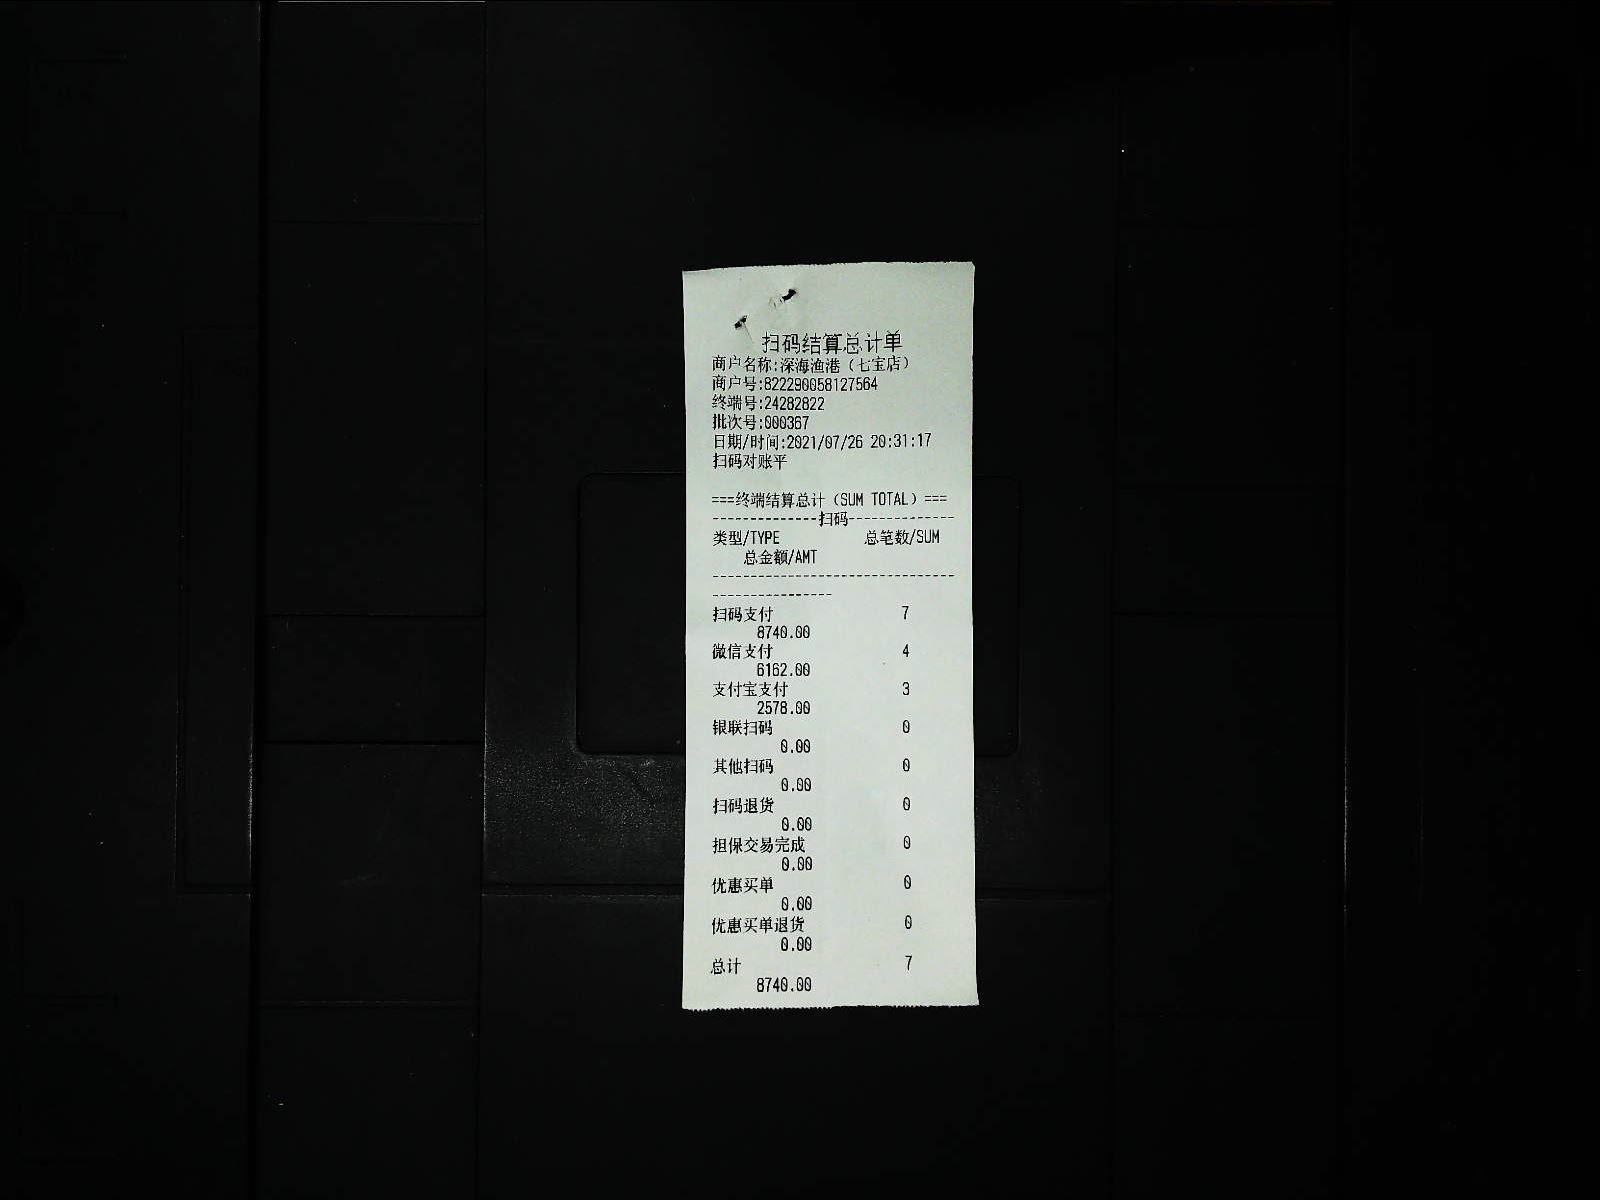 扫码结算总计单
商户名称:深海渔港（七宝店）
商户号:822290058127564
终端号:24282822
批次号:000367
日期/时间:2021/07/26 20:31:17
扫码对账平
===终端结算总计（SUM TOTAL）===
--------------扫码--------------
类型/TYPE 总笔数/SUM
总金额/AMT
--------------------------------
----------------
扫码支付 7
8740.00
微信支付 4
6162.00
支付宝支付 3
2578.00
银联扫码 0
0.00
其他扫码 0
0.00
扫码退货 0
0.00
担保交易完成 0
0.00
优惠买单 0
0.00
优惠买单退货 0
0.00
总计 7
8740.00